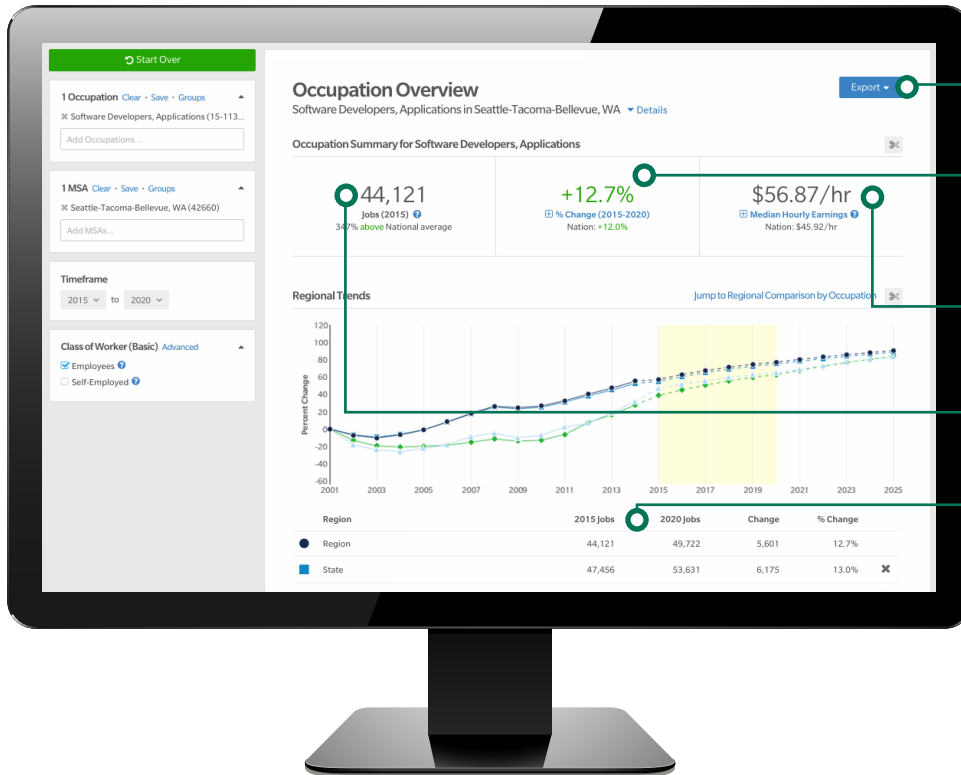 Start Over
1 Occupation Clear · Save · Groups
Software Developers, Applications (15-113...
Add Occupations...
1 MSA Clear · Save · Groups
Seattle-Tacoma-Bellevue, WA (42660)
Add MSAs...
Timeframe
2015 to 2020
Class of Worker (Basic) Advanced
Employees ?
Self-Employed ?
Occupation Overview
Export
Software Developers, Applications in Seattle-Tacoma-Bellevue, WA Details
Occupation Summary for Software Developers, Applications
44,121
Jobs (2015) ?
above National average
+12.7%
% Change (2015-2020)
Nation: +12.0%
$56.87/hr
Median Hourly Earnings ?
Nation: $45.92/hr
Regional Trends
Jump to Regional Comparison by Occupation
Percent Change
120
100
80
60
40
20
0
-20
-40
-60
2001 2003 2005 2007 2009 2011 2013 2015 2017 2019 2021 2023 2025
Region 2015 Jobs 2020 Jobs Change % Change
Region 44,121 49,722 5,601 12.7%
State 47,456 53,631 6,175 13.0%